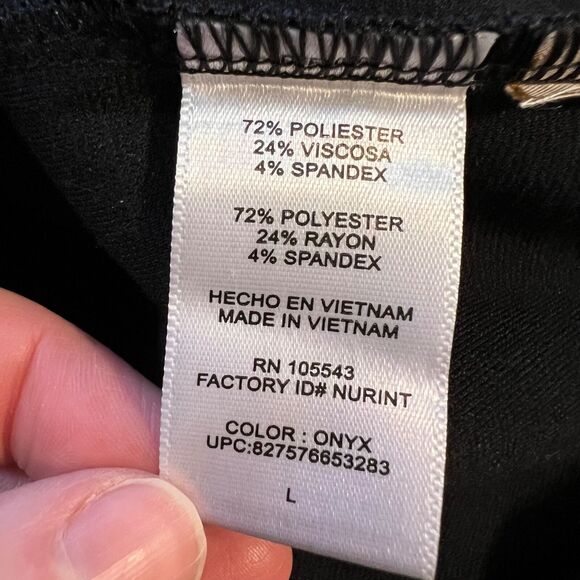 72% POLIESTER
24% VISCOSA
4% SPANDEX
72% POLYESTER
24% RAYON
4% SPANDEX
HECHO EN VIETNAM
MADE IN VIETNAM
RN 105543
FACTORY ID# NURINT
COLOR : ONYX
UPC:827576653283
L